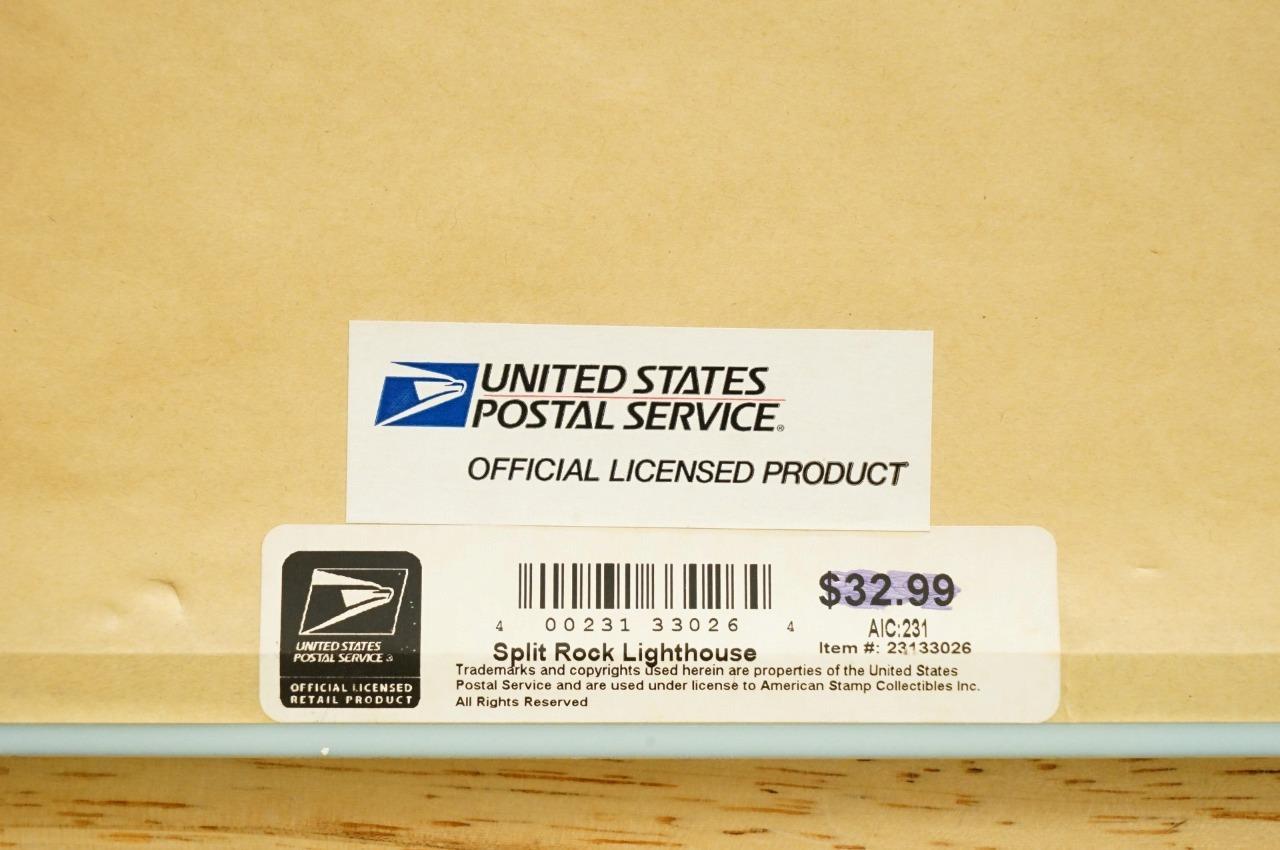 UNITED STATES
POSTAL SERVICE®
OFFICIAL LICENSED PRODUCT
UNITED STATES
POSTAL SERVICE®
OFFICIAL LICENSED
RETAIL PRODUCT
4 00231 33026 4
Split Rock Lighthouse
$32.99
AIC:231
Item #: 23133026
Trademarks and copyrights used herein are properties of the United States
Postal Service and are used under license to American Stamp Collectibles Inc.
All Rights Reserved